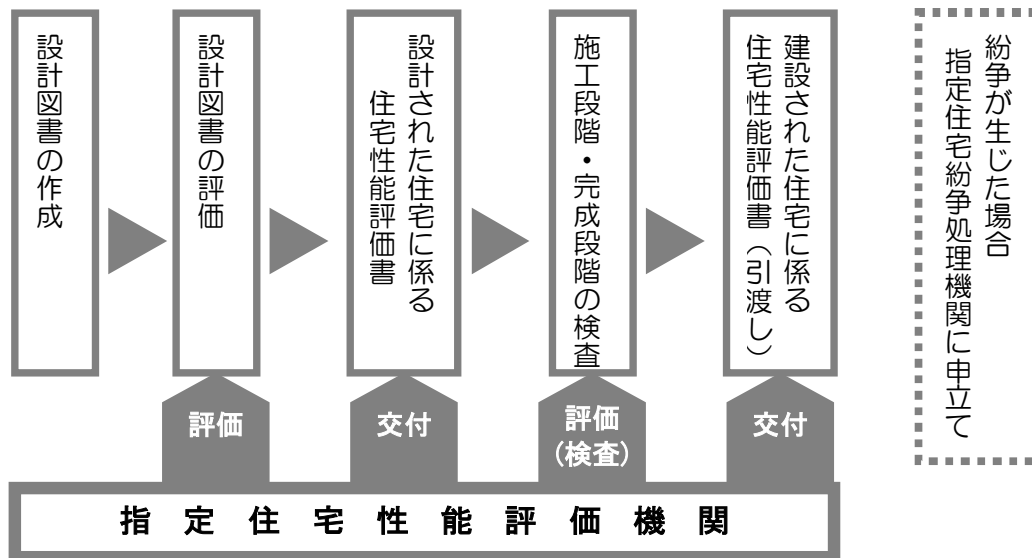 設計図書の作成
設計図書の評価
設計された住宅に係る
住宅性能評価書
施工段階・完成段階の検査
建設された住宅に係る
住宅性能評価書（引渡し）
紛争が生じた場合
指定住宅紛争処理機関に申立て
評価
交付
評価
(検査)
交付
指定住宅性能評価機関